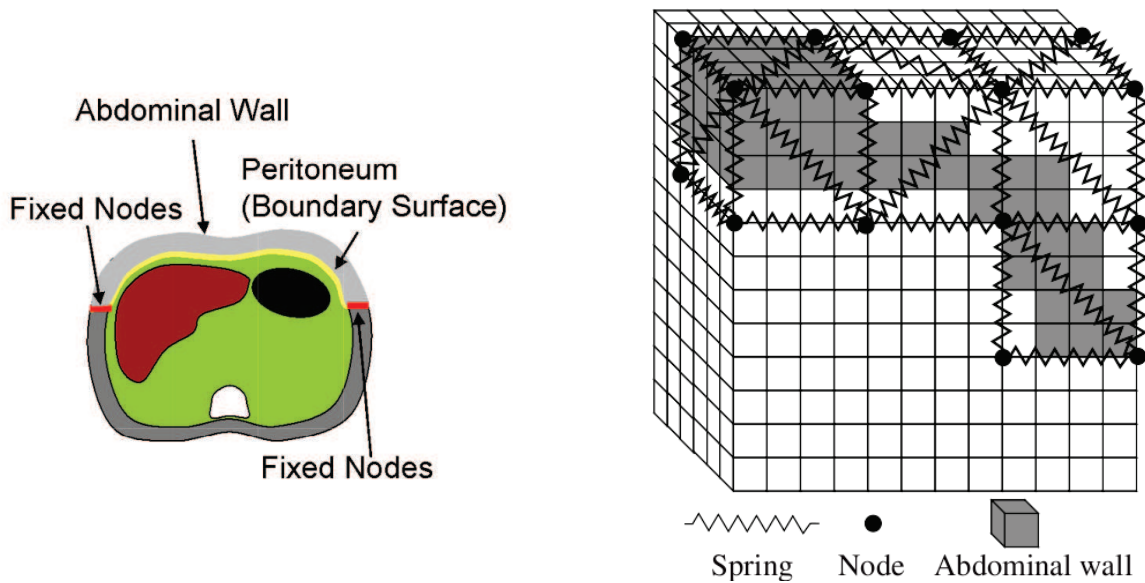 Abdominal Wall
Peritoneum
(Boundary Surface)
Fixed Nodes
Fixed Nodes
Spring
Node
Abdominal wall